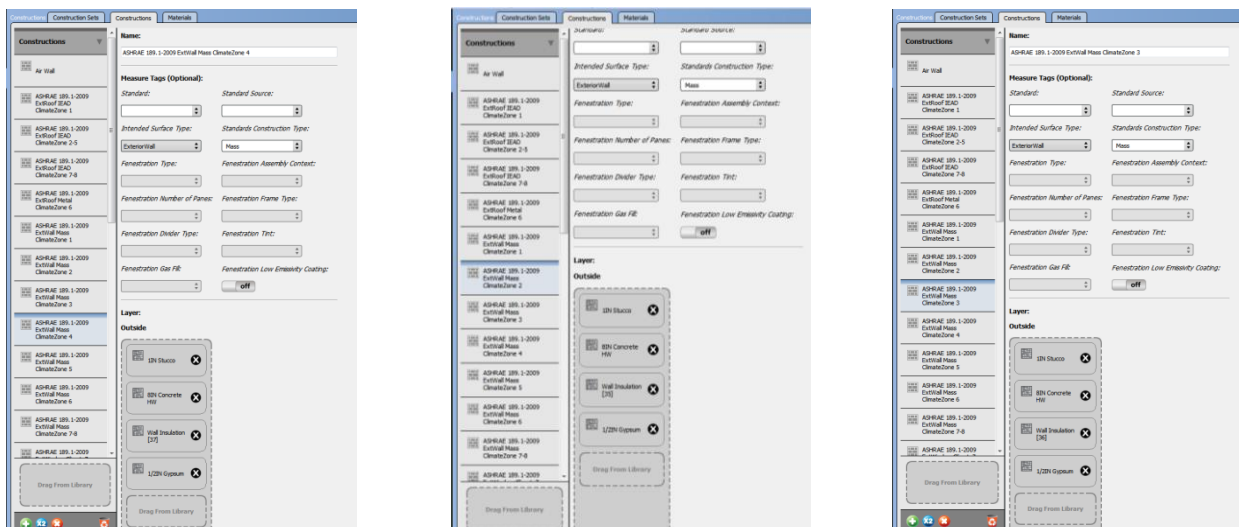 Constructions Construction Sets Constructions Materials
Constructions
Air Wall
ASHRAE 189.1-2009
ExtRoof IEAD
ClimateZone 1
ASHRAE 189.1-2009
ExtRoof IEAD
ClimateZone 2-5
ASHRAE 189.1-2009
ExtRoof IEAD
ClimateZone 7-8
ASHRAE 189.1-2009
ExtRoof Metal
ClimateZone 6
ASHRAE 189.1-2009
ExtWall Mass
ClimateZone 1
ASHRAE 189.1-2009
ExtWall Mass
ClimateZone 2
ASHRAE 189.1-2009
ExtWall Mass
ClimateZone 3
ASHRAE 189.1-2009
ExtWall Mass
ClimateZone 4
ASHRAE 189.1-2009
ExtWall Mass
ClimateZone 5
ASHRAE 189.1-2009
ExtWall Mass
ClimateZone 6
ASHRAE 189.1-2009
ExtWall Mass
ClimateZone 7-8
ASHRAE 189.1-2009
Drag From Library
Name:
ASHRAE 189.1-2009 ExtWall Mass ClimateZone 4
Measure Tags (Optional):
Standard: Standard Source:
Intended Surface Type: Standards Construction Type:
ExteriorWall Mass
Fenestration Type: Fenestration Assembly Context:
Fenestration Number of Panes: Fenestration Frame Type:
Fenestration Divider Type: Fenestration Tint:
Fenestration Gas Fill: Fenestration Low Emissivity Coating:
off
Layer:
Outside
1IN Stucco
8IN Concrete
HW
Wall Insulation
[37]
1/2IN Gypsum
Drag From Library
Constructions Construction Sets Constructions Materials
Constructions
Air Wall
ASHRAE 189.1-2009
ExtRoof IEAD
ClimateZone 1
ASHRAE 189.1-2009
ExtRoof IEAD
ClimateZone 2-5
ASHRAE 189.1-2009
ExtRoof IEAD
ClimateZone 7-8
ASHRAE 189.1-2009
ExtRoof Metal
ClimateZone 6
ASHRAE 189.1-2009
ExtWall Mass
ClimateZone 1
ASHRAE 189.1-2009
ExtWall Mass
ClimateZone 2
ASHRAE 189.1-2009
ExtWall Mass
ClimateZone 3
ASHRAE 189.1-2009
ExtWall Mass
ClimateZone 4
ASHRAE 189.1-2009
ExtWall Mass
ClimateZone 5
ASHRAE 189.1-2009
ExtWall Mass
ClimateZone 6
ASHRAE 189.1-2009
ExtWall Mass
ClimateZone 7-8
ASHRAE 189.1-2009
Drag From Library
Standard: Standard Source:
Intended Surface Type: Standards Construction Type:
ExteriorWall Mass
Fenestration Type: Fenestration Assembly Context:
Fenestration Number of Panes: Fenestration Frame Type:
Fenestration Divider Type: Fenestration Tint:
Fenestration Gas Fill: Fenestration Low Emissivity Coating:
off
Layer:
Outside
1IN Stucco
8IN Concrete
HW
Wall Insulation
[35]
1/2IN Gypsum
Drag From Library
Constructions Construction Sets Constructions Materials
Constructions
Air Wall
ASHRAE 189.1-2009
ExtRoof IEAD
ClimateZone 1
ASHRAE 189.1-2009
ExtRoof IEAD
ClimateZone 2-5
ASHRAE 189.1-2009
ExtRoof IEAD
ClimateZone 7-8
ASHRAE 189.1-2009
ExtRoof Metal
ClimateZone 6
ASHRAE 189.1-2009
ExtWall Mass
ClimateZone 1
ASHRAE 189.1-2009
ExtWall Mass
ClimateZone 2
ASHRAE 189.1-2009
ExtWall Mass
ClimateZone 3
ASHRAE 189.1-2009
ExtWall Mass
ClimateZone 4
ASHRAE 189.1-2009
ExtWall Mass
ClimateZone 5
ASHRAE 189.1-2009
ExtWall Mass
ClimateZone 6
ASHRAE 189.1-2009
ExtWall Mass
ClimateZone 7-8
ASHRAE 189.1-2009
Drag From Library
Name:
ASHRAE 189.1-2009 ExtWall Mass ClimateZone 3
Measure Tags (Optional):
Standard: Standard Source:
Intended Surface Type: Standards Construction Type:
ExteriorWall Mass
Fenestration Type: Fenestration Assembly Context:
Fenestration Number of Panes: Fenestration Frame Type:
Fenestration Divider Type: Fenestration Tint:
Fenestration Gas Fill: Fenestration Low Emissivity Coating:
off
Layer:
Outside
1IN Stucco
8IN Concrete
HW
Wall Insulation
[36]
1/2IN Gypsum
Drag From Library